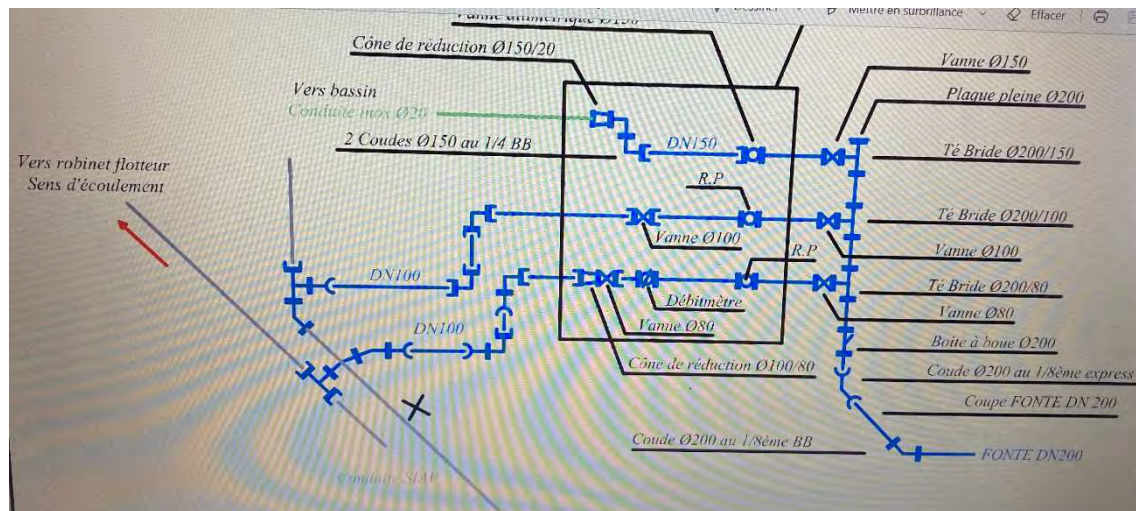 Mettre en surbrillance
Effacer
Vanne altimétrique Ø150
Cône de réduction Ø150/20
Vanne Ø150
Vers bassin
Plaque pleine Ø200
Conduite inox Ø20
2 Coudes Ø150 au 1/4 BB
DN150
Té Bride Ø200/150
Vers robinet flotteur
Sens d'écoulement
R.P
Té Bride Ø200/100
Vanne Ø100
Vanne Ø100
R.P
DN100
Té Bride Ø200/80
Débitmètre
Vanne Ø80
DN100
Vanne Ø80
Boite à boue Ø200
Cône de réduction Ø100/80
Coude Ø200 au 1/8ème express
Coupe FONTE DN 200
Coude Ø200 au 1/8ème BB
FONTE DN200
Conduite